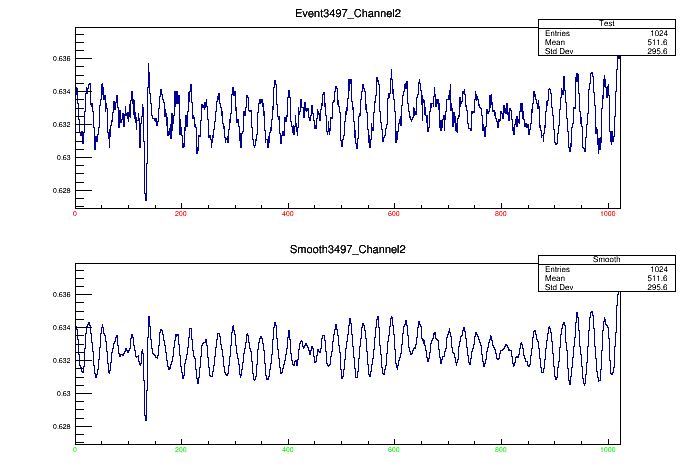 Event3497_Channel2
Test
Entries 1024
Mean 511.6
Std Dev 295.6
0.636
0.634
0.632
0.63
0.628
0 200 400 600 800 1000
Smooth3497_Channel2
Smooth
Entries 1024
Mean 511.6
Std Dev 295.6
0.636
0.634
0.632
0.63
0.628
0 200 400 600 800 1000